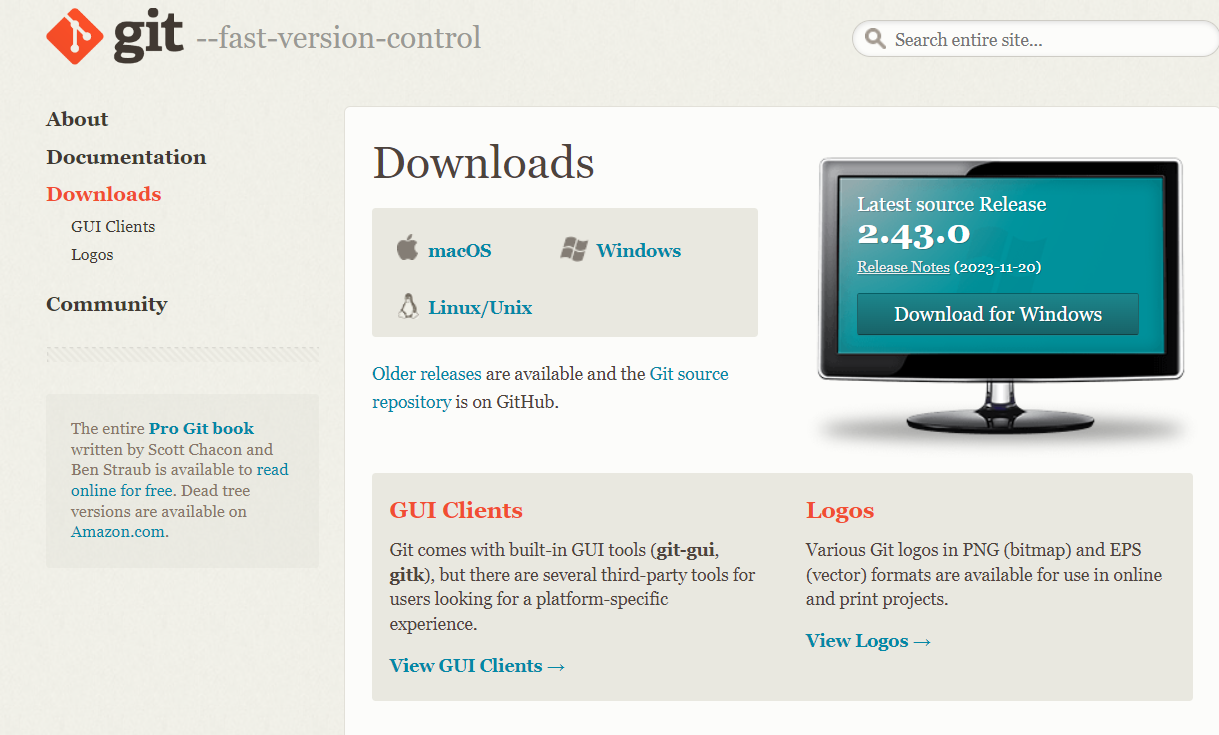 git --fast-version-control
Search entire site...
About
Documentation
Downloads
GUI Clients
Logos
Community
The entire Pro Git book
written by Scott Chacon and
Ben Straub is available to read
online for free. Dead tree
versions are available on
Amazon.com.
Downloads
macOS
Windows
Linux/Unix
Older releases are available and the Git source
repository is on GitHub.
Latest source Release
2.43.0
Release Notes (2023-11-20)
Download for Windows
GUI Clients
Git comes with built-in GUI tools (git-gui,
gitk), but there are several third-party tools for
users looking for a platform-specific
experience.
View GUI Clients →
Logos
Various Git logos in PNG (bitmap) and EPS
(vector) formats are available for use in online
and print projects.
View Logos →